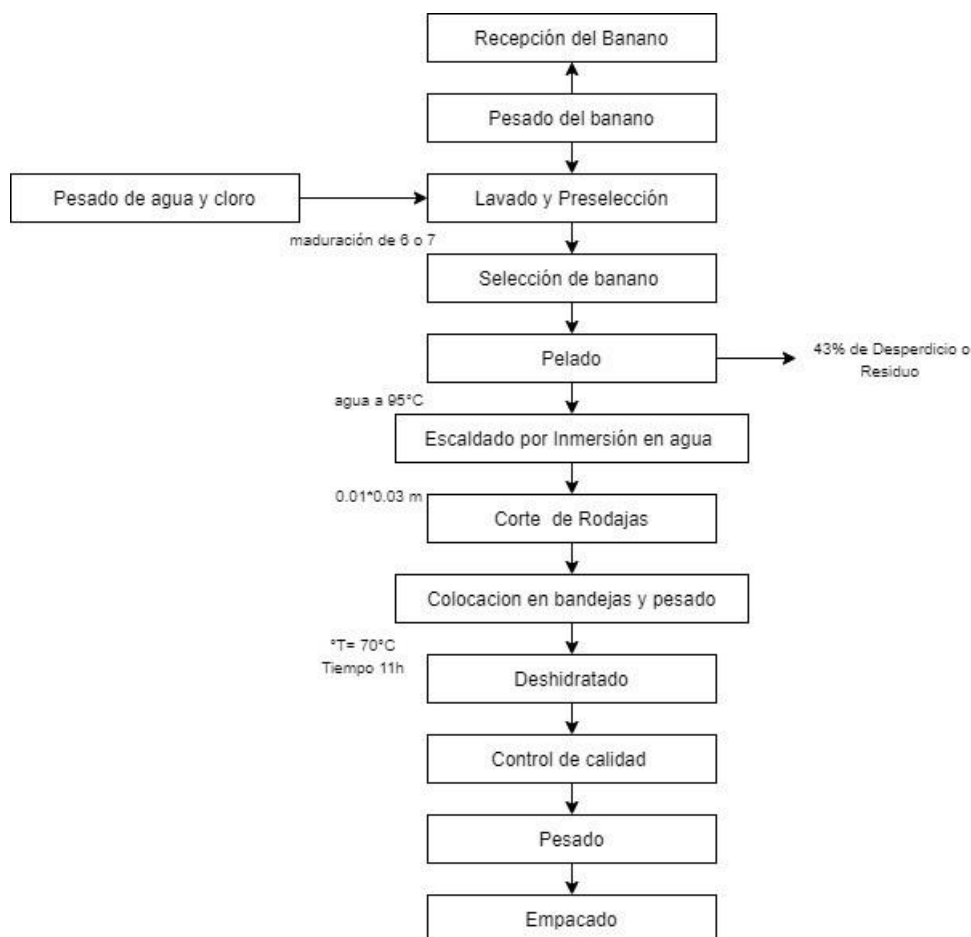 Recepción del Banano
Pesado del banano
Pesado de agua y cloro
Lavado y Preselección
maduración de 6 o 7
Selección de banano
Pelado
43% de Desperdicio o
Residuo
agua a 95°C
Escaldado por Inmersión en agua
0.01*0.03 m
Corte de Rodajas
Colocacion en bandejas y pesado
°T= 70°C
Tiempo 11h
Deshidratado
Control de calidad
Pesado
Empacado